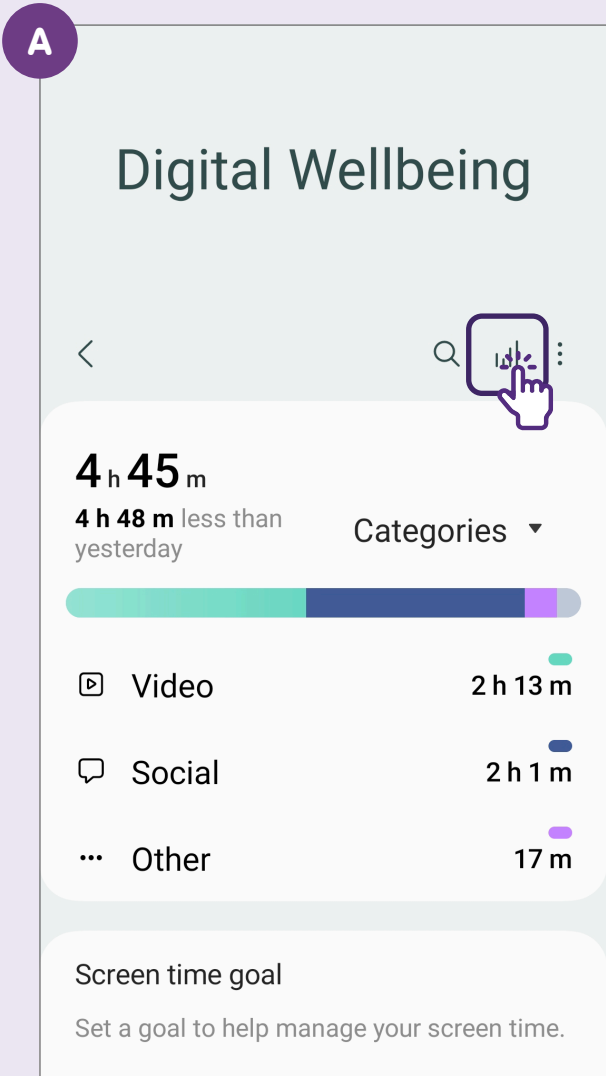 A
Digital Wellbeing
4 h 45 m
4 h 48 m less than
yesterday
Categories
Video 2 h 13 m
Social 2 h 1 m
Other 17 m
Screen time goal
Set a goal to help manage your screen time.